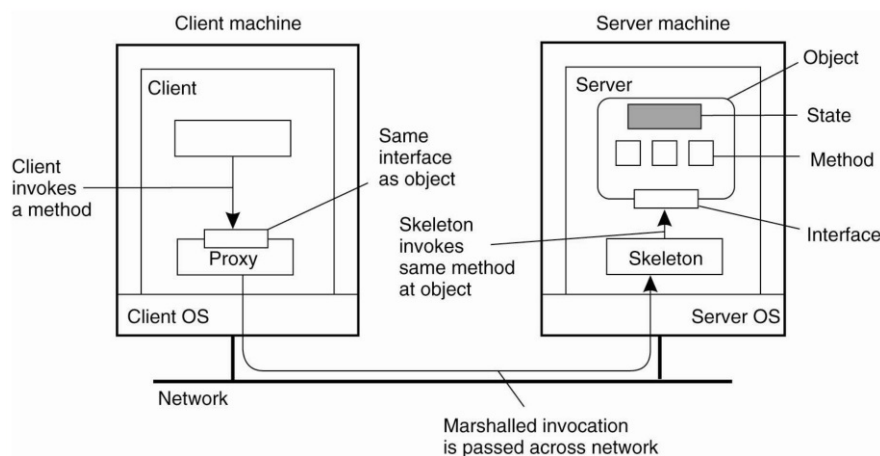 Client machine
Server machine
Object
Client
Server
State
Same
interface
as object
Client
invokes
a method
Method
Skeleton
invokes
same method
at object
Interface
Proxy
Skeleton
Client OS
Server OS
Network
Marshalled invocation
is passed across network